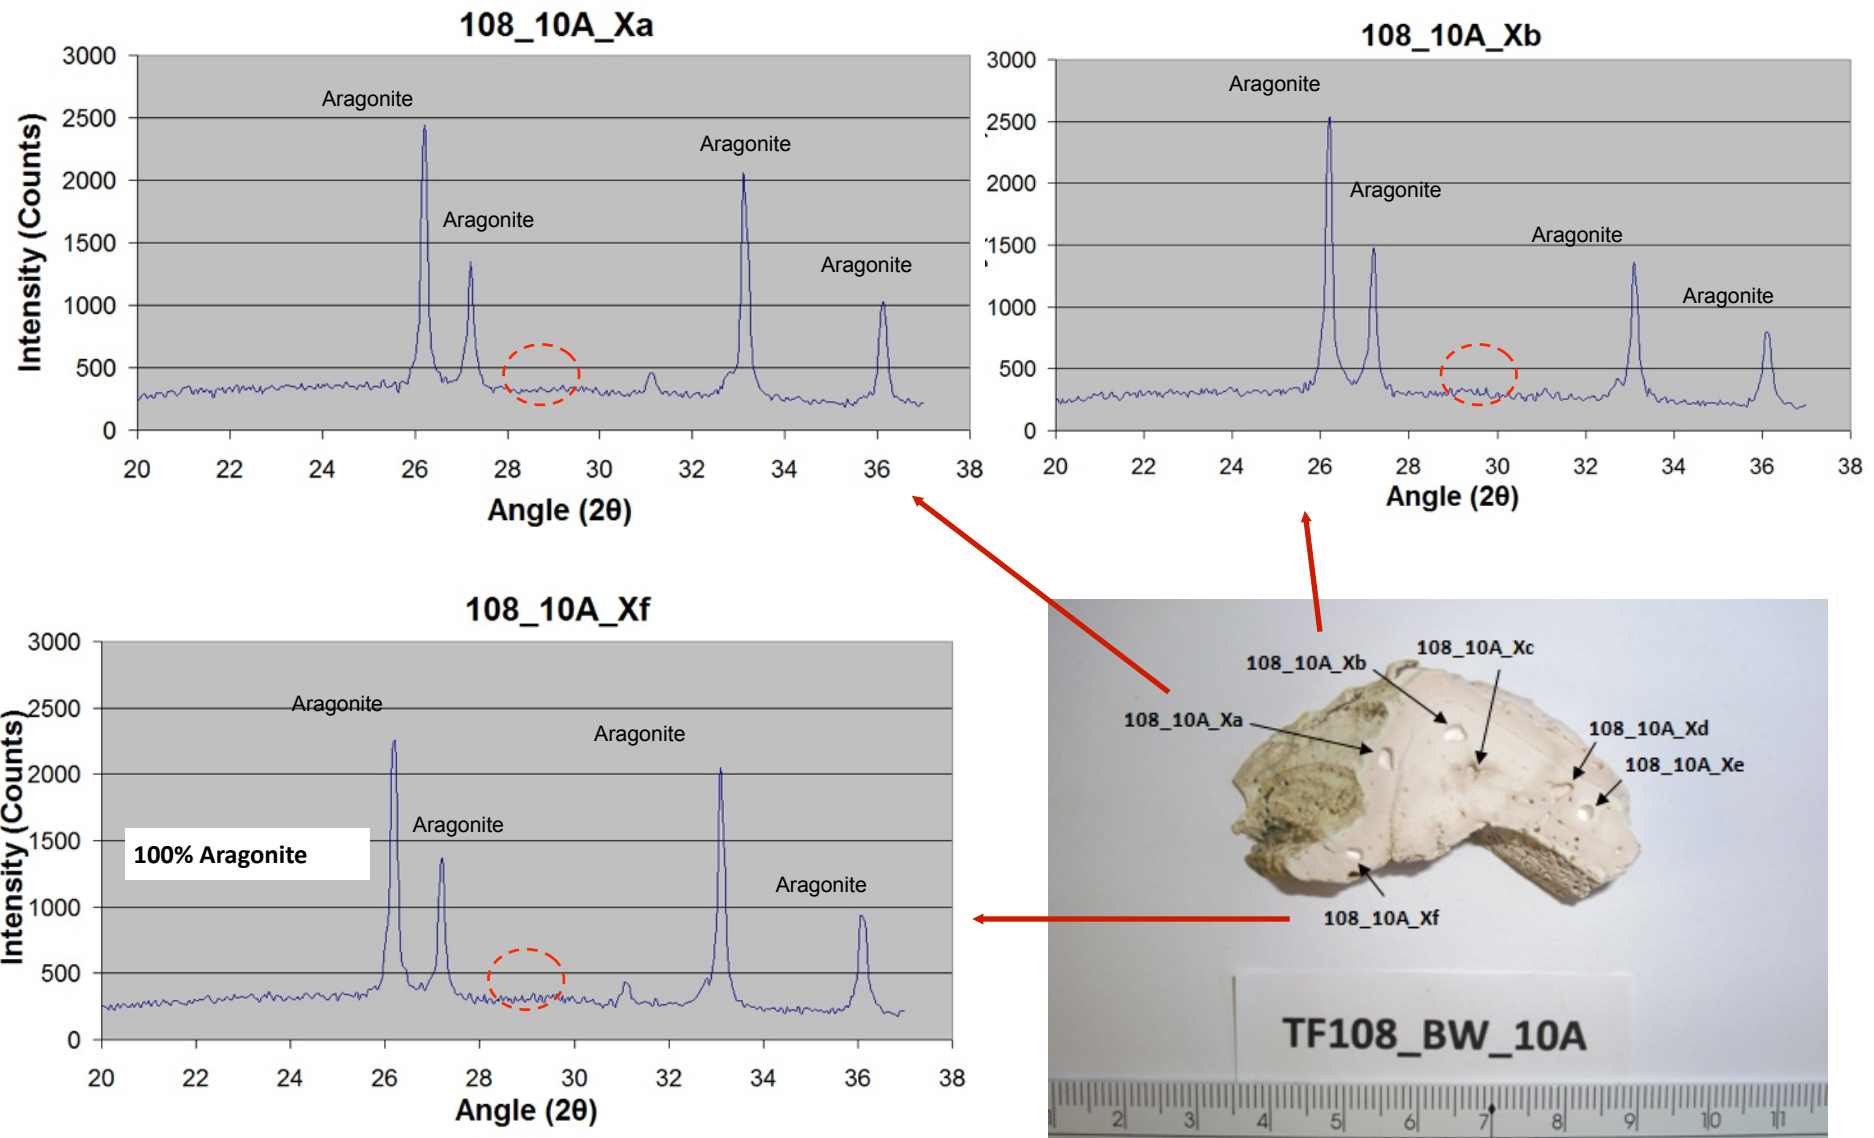 108_10A_Xa
Intensity (Counts)
3000
2500
2000
1500
1000
500
0
Aragonite
Aragonite
Aragonite
Aragonite
20 22 24 26 28 30 32 34 36 38
Angle (2θ)
108_10A_Xb
3000
2500
2000
1500
1000
500
0
Aragonite
Aragonite
Aragonite
Aragonite
20 22 24 26 28 30 32 34 36 38
Angle (2θ)
108_10A_Xf
Intensity (Counts)
3000
2500
2000
1500
1000
500
0
Aragonite
Aragonite
Aragonite
Aragonite
100% Aragonite
20 22 24 26 28 30 32 34 36 38
Angle (2θ)
108_10A_Xc
108_10A_Xb
108_10A_Xa
108_10A_Xd
108_10A_Xe
108_10A_Xf
TF108_BW_10A
2 3 4 5 6 7 8 9 10 11